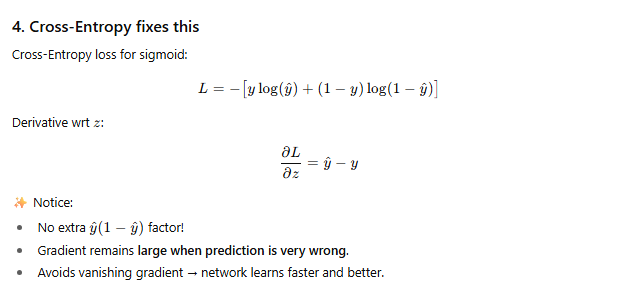 4. Cross-Entropy fixes this
Cross-Entropy loss for sigmoid:
L = −[y log(ŷ) + (1 − y) log(1 − ŷ)]
Derivative wrt z:
∂L/∂z = ŷ − y
✨ Notice:
• No extra ŷ(1 − ŷ) factor!
• Gradient remains large when prediction is very wrong.
• Avoids vanishing gradient → network learns faster and better.